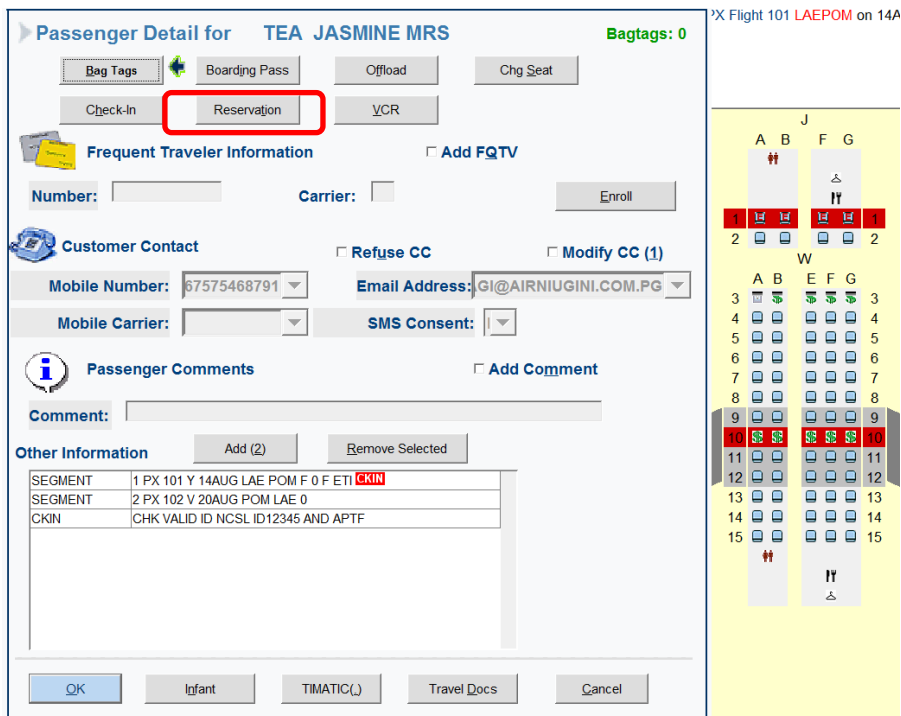 Passenger Detail for TEA JASMINE MRS Bagtags: 0
Bag Tags Boarding Pass Offload Chg Seat
Check-In Reservation VCR
Frequent Traveler Information Add FQTV
Number: Carrier: Enroll
Customer Contact Refuse CC Modify CC (1)
Mobile Number: 67575468791 Email Address: .GI@AIRNIUGINI.COM.PG
Mobile Carrier: SMS Consent:
Passenger Comments Add Comment
Comment:
Other Information Add (2) Remove Selected
SEGMENT 1 PX 101 Y 14AUG LAE POM F 0 F ETI CKIN
SEGMENT 2 PX 102 V 20AUG POM LAE 0
CKIN CHK VALID ID NCSL ID12345 AND APTF
OK Infant TIMATIC(.) Travel Docs Cancel
PX Flight 101 LAEPOM on 14A
J
A B F G
1 1
2 2
W
A B E F G
3 3
4 4
5 5
6 6
7 7
8 8
9 9
10 10
11 11
12 12
13 13
14 14
15 15